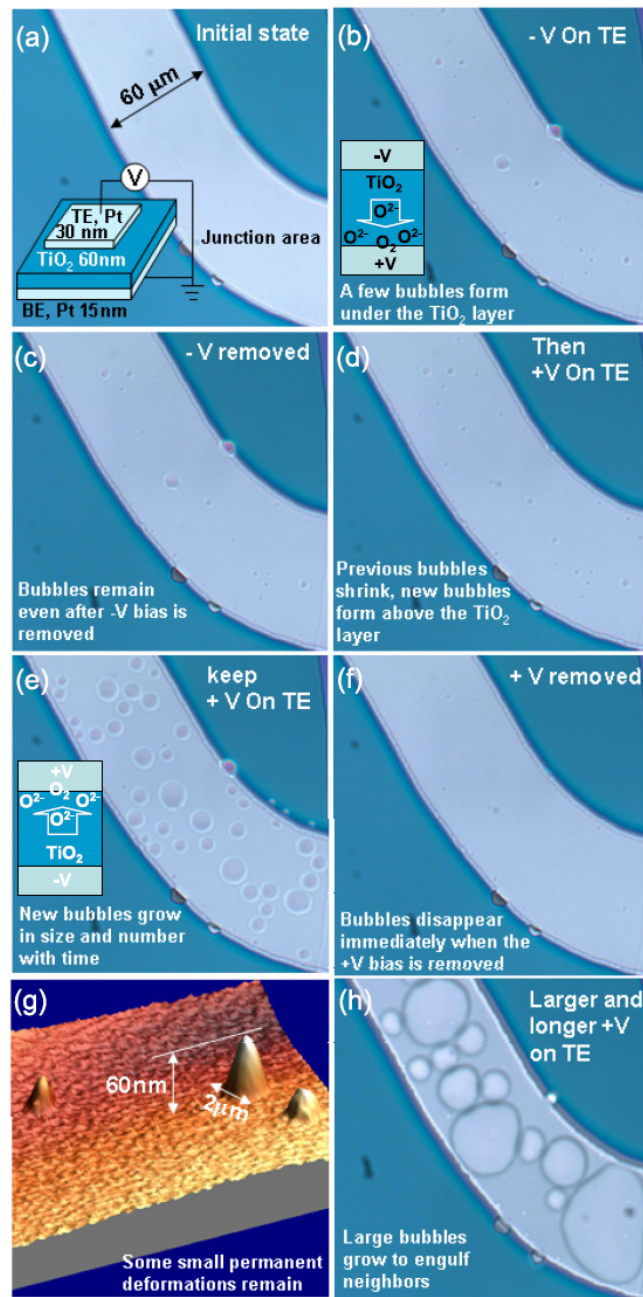 (a)
Initial state
60 μm
V
TE, Pt
30 nm
TiO₂ 60nm
BE, Pt 15nm
Junction area
(b)
- V On TE
-V
TiO₂
O²⁻
O²⁻ O₂ O²⁻
+V
A few bubbles form
under the TiO₂ layer
(c)
- V removed
Bubbles remain
even after -V bias is
removed
(d)
Then
+V On TE
Previous bubbles
shrink, new bubbles
form above the TiO₂
layer
(e)
keep
+ V On TE
+V
O₂
O²⁻ O²⁻
O²⁻
TiO₂
-V
New bubbles grow
in size and number
with time
(f)
+ V removed
Bubbles disappear
immediately when the
+V bias is removed
(g)
60nm
2μm
Some small permanent
deformations remain
(h)
Larger and
longer +V
on TE
Large bubbles
grow to engulf
neighbors